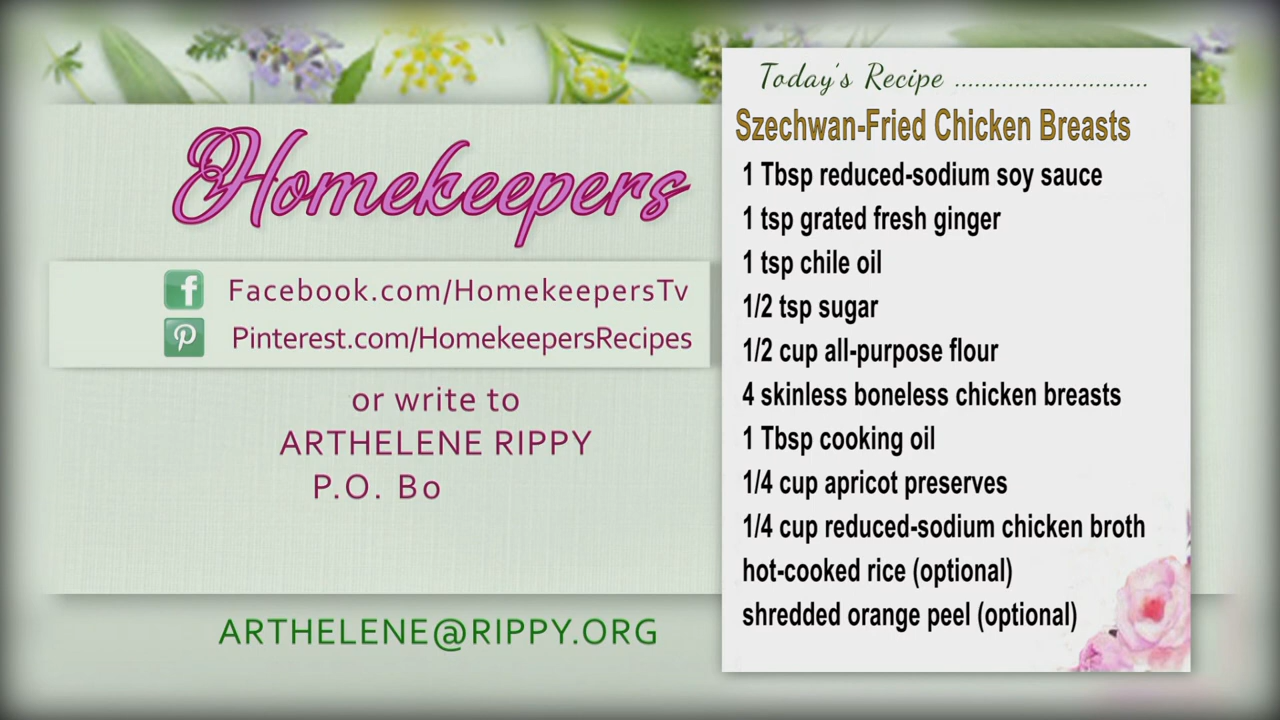 Homekeepers
Facebook.com/HomekeepersTv
Pinterest.com/HomekeepersRecipes
or write to
ARTHELENE RIPPY
P.O. Bo
ARTHELENE@RIPPY.ORG
Today's Recipe ............................
Szechwan-Fried Chicken Breasts
1 Tbsp reduced-sodium soy sauce
1 tsp grated fresh ginger
1 tsp chile oil
1/2 tsp sugar
1/2 cup all-purpose flour
4 skinless boneless chicken breasts
1 Tbsp cooking oil
1/4 cup apricot preserves
1/4 cup reduced-sodium chicken broth
hot-cooked rice (optional)
shredded orange peel (optional)